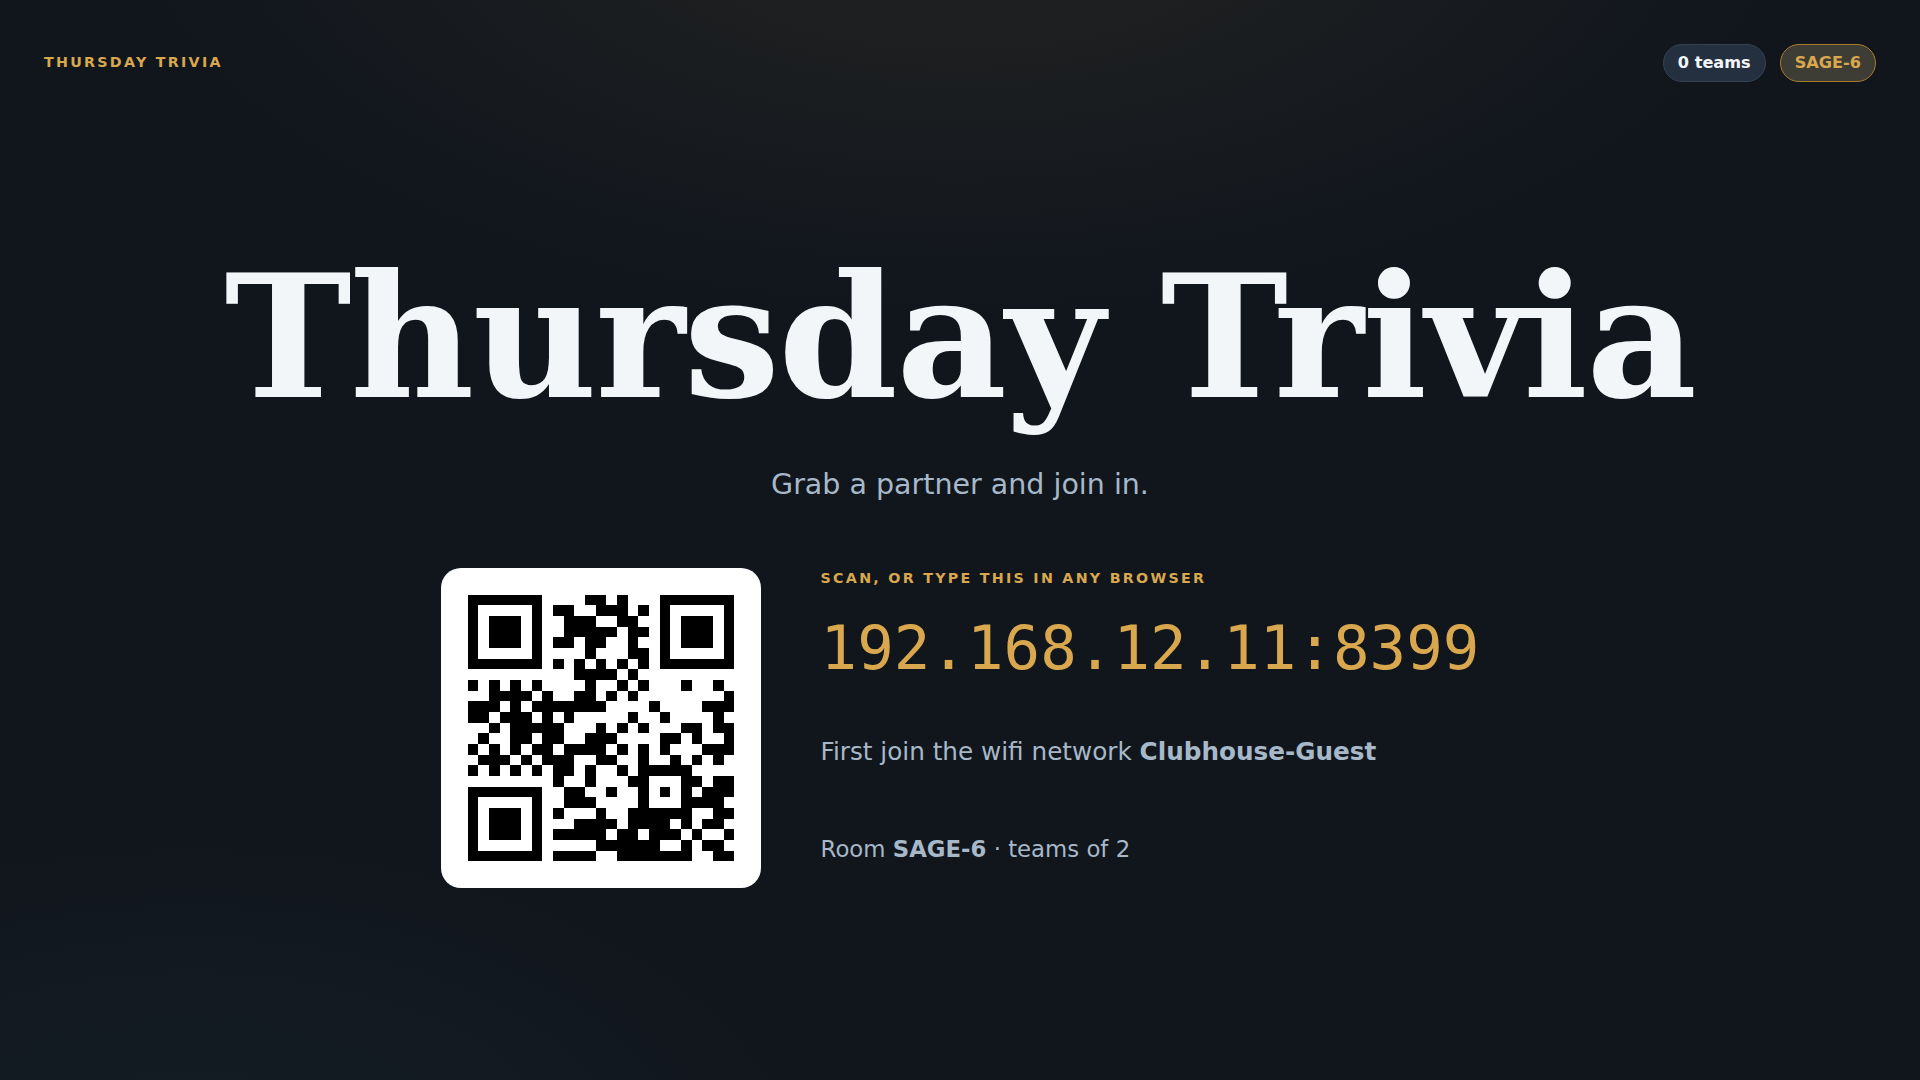 THURSDAY TRIVIA
0 teams
SAGE-6
Thursday Trivia
Grab a partner and join in.
SCAN, OR TYPE THIS IN ANY BROWSER
192.168.12.11:8399
First join the wifi network Clubhouse-Guest
Room SAGE-6 · teams of 2